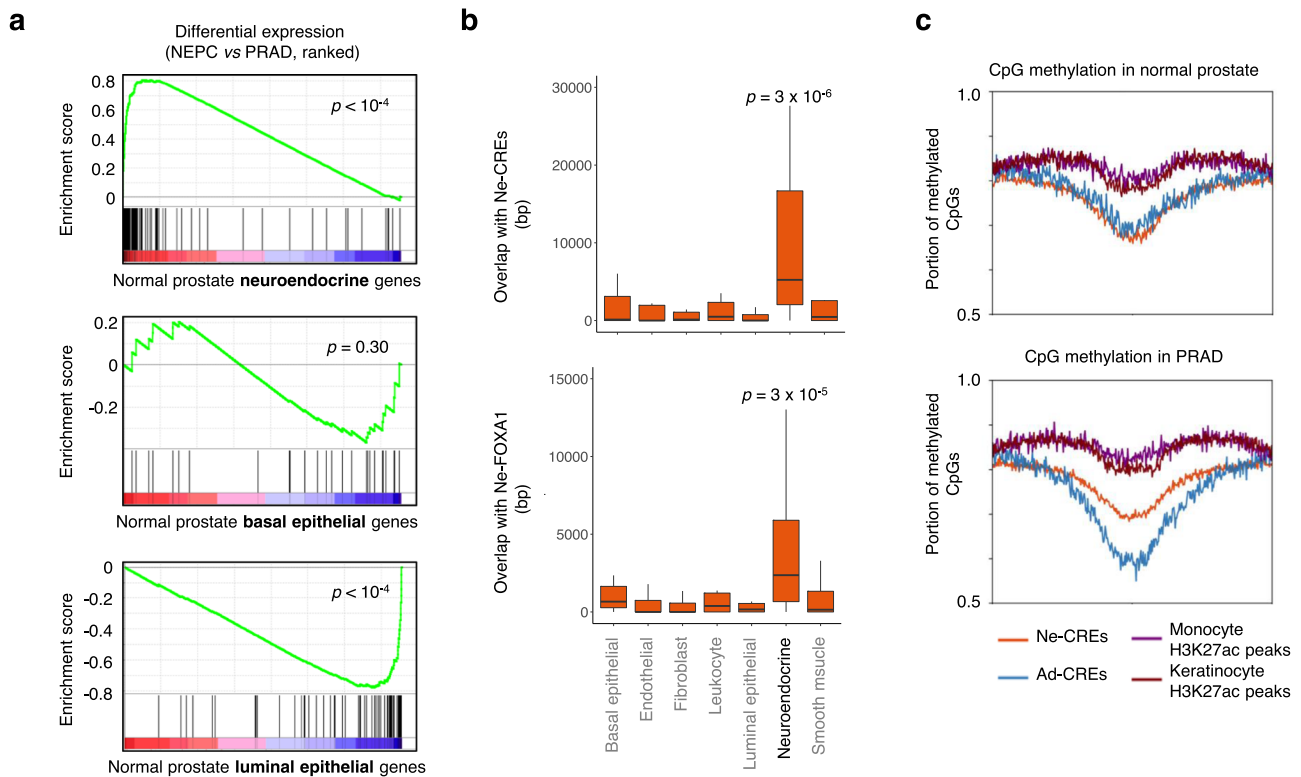 a
Differential expression
(NEPC vs PRAD, ranked)
Enrichment score
0.8
0.6
0.4
0.2
0
p < 10-4
Normal prostate neuroendocrine genes
Enrichment score
0.2
0
-0.2
p = 0.30
Normal prostate basal epithelial genes
Enrichment score
0
-0.2
-0.4
-0.6
-0.8
p < 10-4
Normal prostate luminal epithelial genes
b
Overlap with Ne-CREs
(bp)
30000
20000
10000
0
p = 3 x 10-6
Overlap with Ne-FOXA1
(bp)
15000
10000
5000
0
p = 3 x 10-5
Basal epithelial
Endothelial
Fibroblast
Leukocyte
Luminal epithelial
Neuroendocrine
Smooth msucle
c
CpG methylation in normal prostate
Portion of methylated
CpGs
1.0
0.5
CpG methylation in PRAD
Portion of methylated
CpGs
1.0
0.5
Ne-CREs
Ad-CREs
Monocyte
H3K27ac peaks
Keratinocyte
H3K27ac peaks